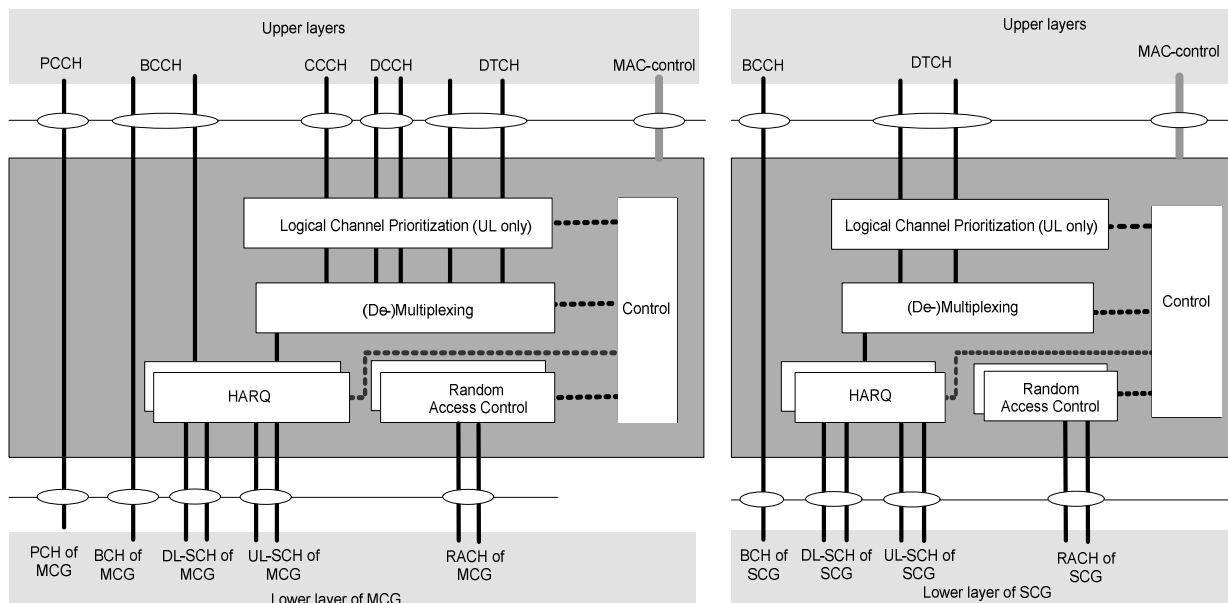 Upper layers
PCCH
BCCH
CCCH
DCCH
DTCH
MAC-control
Logical Channel Prioritization (UL only)
(De-)Multiplexing
Control
HARQ
Random
Access Control
PCH of
MCG
BCH of
MCG
DL-SCH of
MCG
UL-SCH of
MCG
RACH of
MCG
Lower layer of MCG
Upper layers
BCCH
DTCH
MAC-control
Logical Channel Prioritization (UL only)
(De-)Multiplexing
Control
HARQ
Random
Access Control
BCH of
SCG
DL-SCH of
SCG
UL-SCH of
SCG
RACH of
SCG
Lower layer of SCG